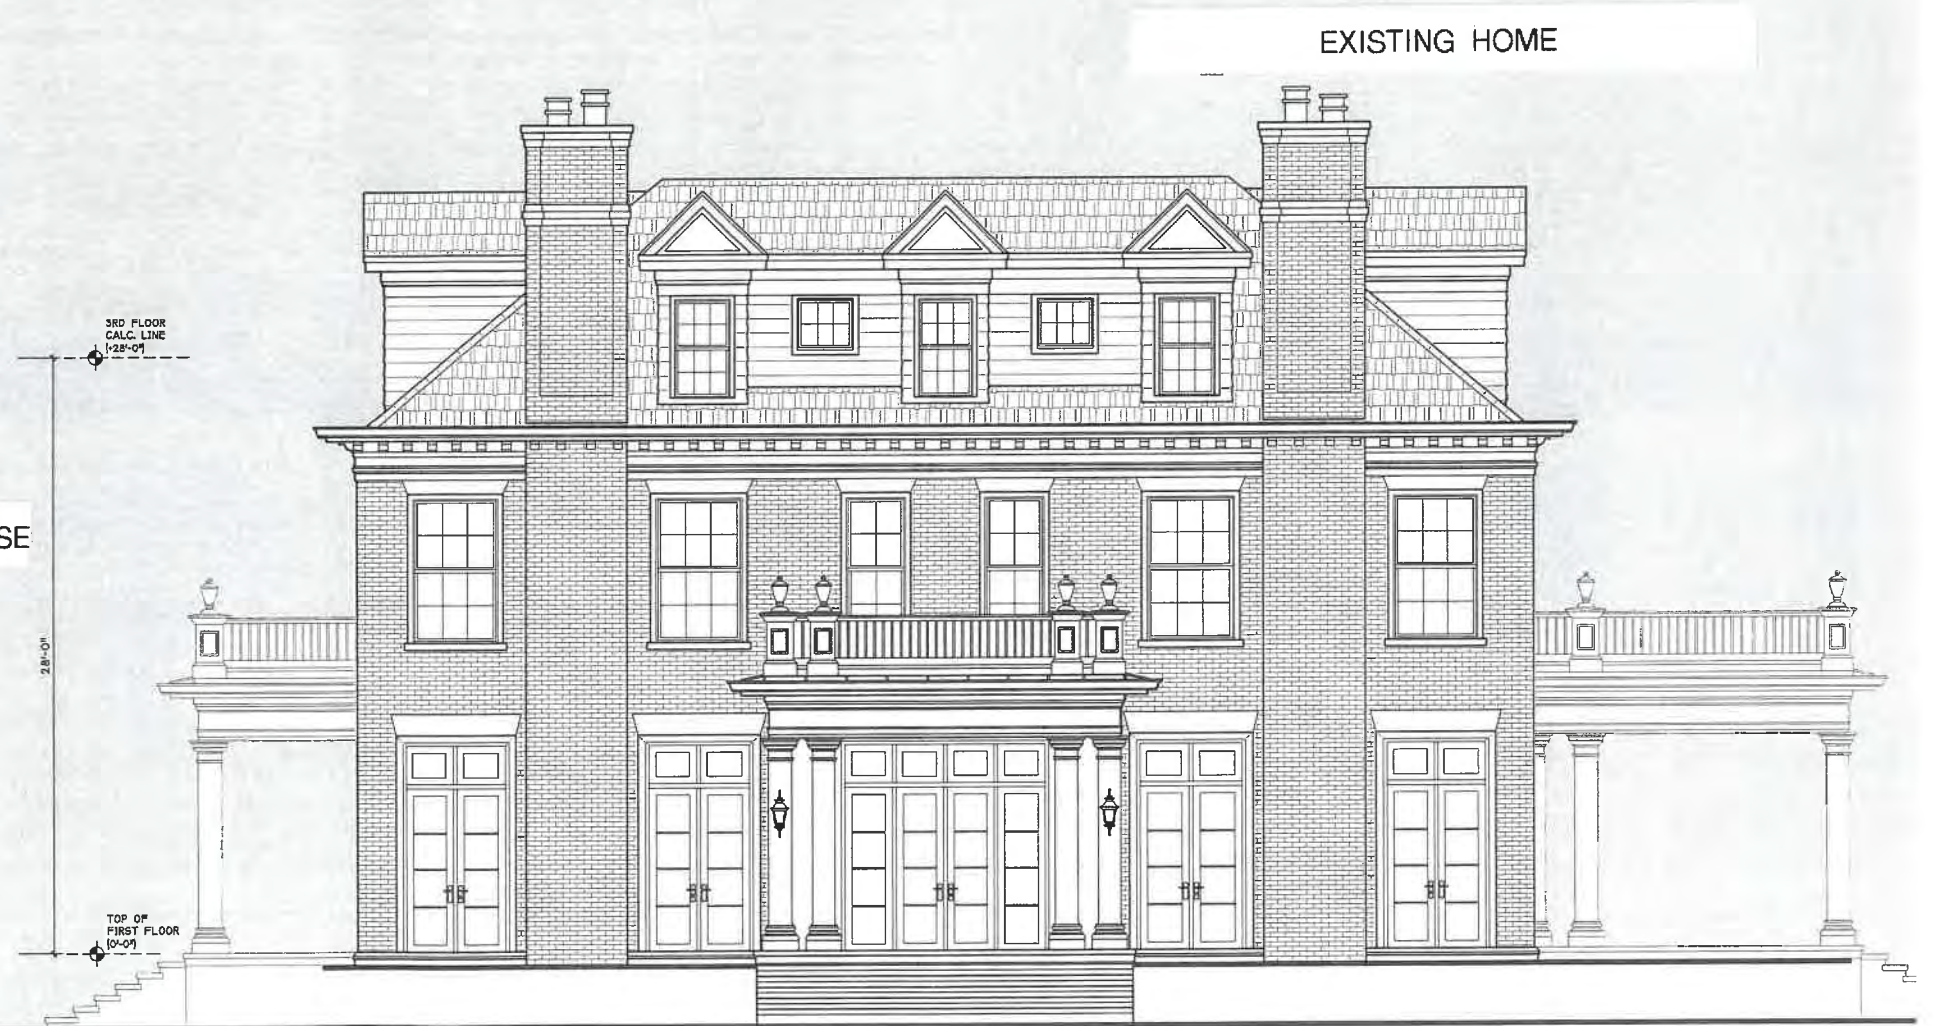 EXISTING HOME
3RD FLOOR
CALC. LINE
(+28'-0")
SE
28'-0"
TOP OF
FIRST FLOOR
(0'-0")